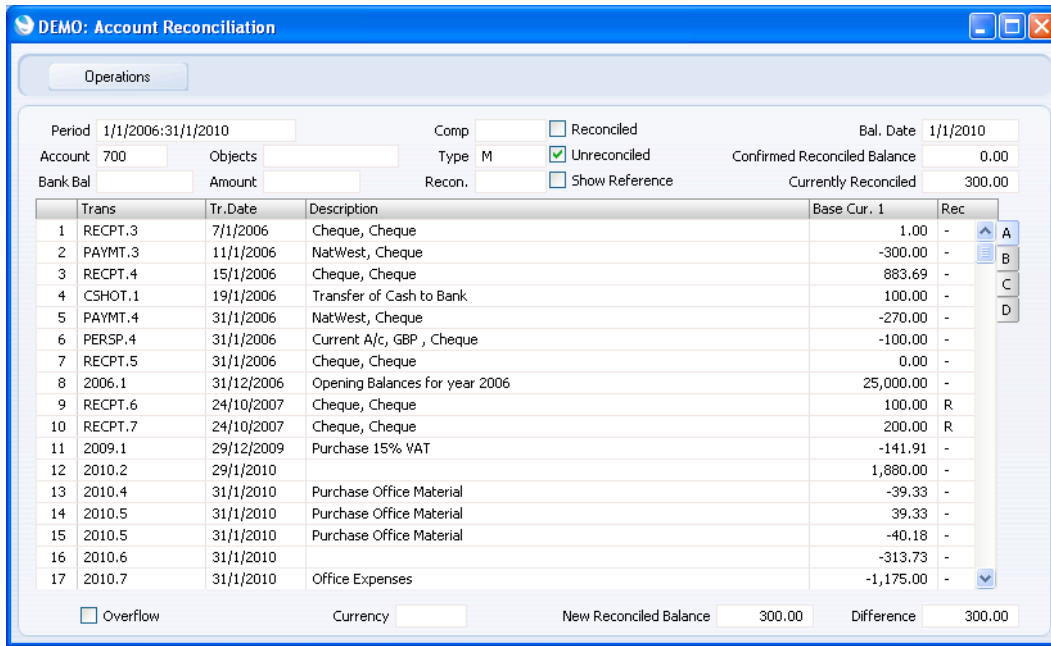 DEMO: Account Reconciliation
Operations
Period 1/1/2006:31/1/2010 Comp Reconciled Bal. Date 1/1/2010
Account 700 Objects Type M Unreconciled Confirmed Reconciled Balance 0.00
Bank Bal Amount Recon. Show Reference Currently Reconciled 300.00
Trans Tr.Date Description Base Cur. 1 Rec
1 RECPT.3 7/1/2006 Cheque, Cheque 1.00 - A
2 PAYMT.3 11/1/2006 NatWest, Cheque -300.00 - B
3 RECPT.4 15/1/2006 Cheque, Cheque 883.69 - C
4 CSHOT.1 19/1/2006 Transfer of Cash to Bank 100.00 -
5 PAYMT.4 31/1/2006 NatWest, Cheque -270.00 - D
6 PERSP.4 31/1/2006 Current A/c, GBP , Cheque -100.00 -
7 RECPT.5 31/1/2006 Cheque, Cheque 0.00 -
8 2006.1 31/12/2006 Opening Balances for year 2006 25,000.00 -
9 RECPT.6 24/10/2007 Cheque, Cheque 100.00 R
10 RECPT.7 24/10/2007 Cheque, Cheque 200.00 R
11 2009.1 29/12/2009 Purchase 15% VAT -141.91 -
12 2010.2 29/1/2010 1,880.00 -
13 2010.4 31/1/2010 Purchase Office Material -39.33 -
14 2010.5 31/1/2010 Purchase Office Material 39.33 -
15 2010.5 31/1/2010 Purchase Office Material -40.18 -
16 2010.6 31/1/2010 -313.73 -
17 2010.7 31/1/2010 Office Expenses -1,175.00 -
Overflow Currency New Reconciled Balance 300.00 Difference 300.00